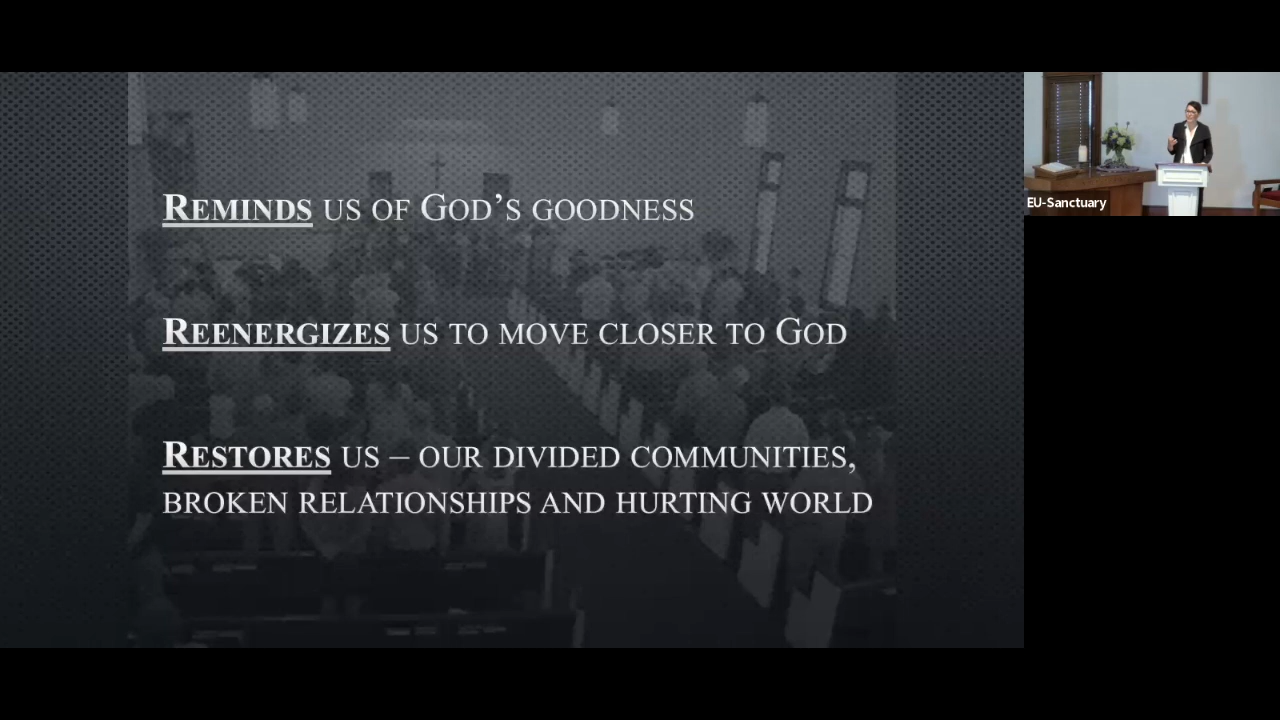 Reminds us of God’s goodness
Reenergizes us to move closer to God
Restores us – our divided communities,
broken relationships and hurting world
EU-Sanctuary